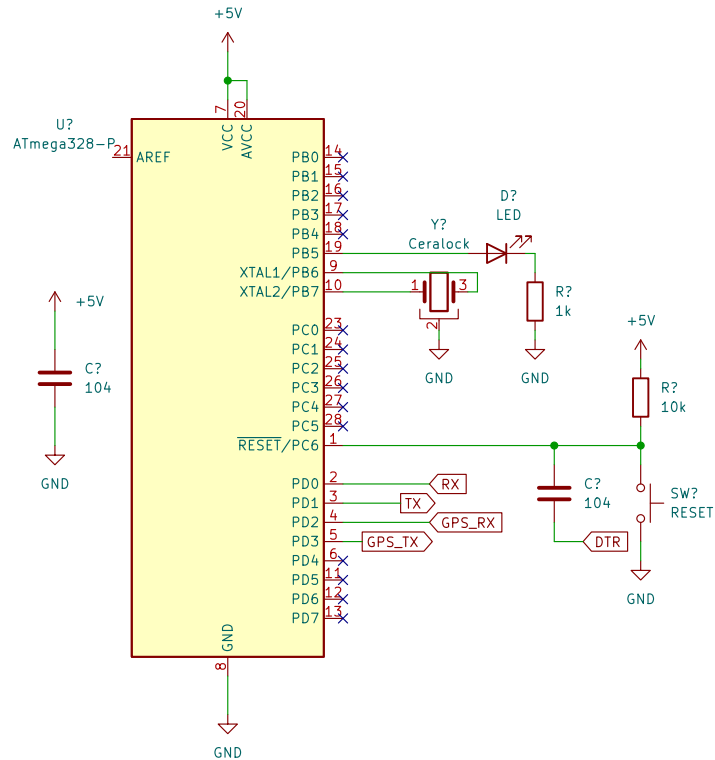 +5V
7
20
U?
ATmega328-P
21
AREF
VCC
AVCC
PB0
14
PB1
15
PB2
16
PB3
17
PB4
18
PB5
19
XTAL1/PB6
9
XTAL2/PB7
10
PC0
23
PC1
24
PC2
25
PC3
26
PC4
27
PC5
28
RESET/PC6
1
PD0
2
RX
PD1
3
TX
PD2
4
GPS_RX
PD3
5
GPS_TX
PD4
6
PD5
11
PD6
12
PD7
13
GND
8
GND
D?
LED
Y?
Ceralock
1
3
2
GND
R?
1k
GND
+5V
C?
104
GND
+5V
R?
10k
C?
104
DTR
SW?
RESET
GND